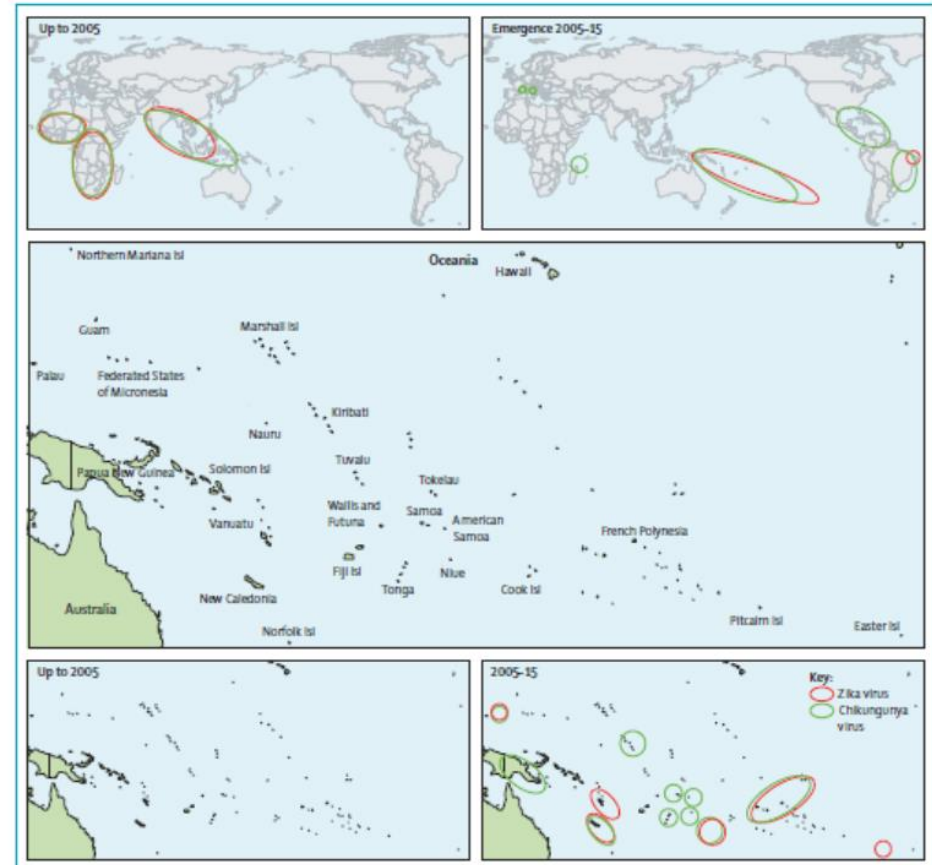 Up to 2005
Emergence 2005–15
Northern Mariana Isl
Oceania
Hawaii
Guam
Marshall Isl
Palau
Federated States
of Micronesia
Kiribati
Nauru
Tuvalu
Papua New Guinea
Solomon Isl
Tokelau
Wallis and
Futuna
Samoa
American
Samoa
Vanuatu
French Polynesia
Fiji Isl
Niue
Tonga
Cook Isl
New Caledonia
Australia
Pitcairn Isl
Norfolk Isl
Easter Isl
Up to 2005
2005–15
Key:
Zika virus
Chikungunya
virus